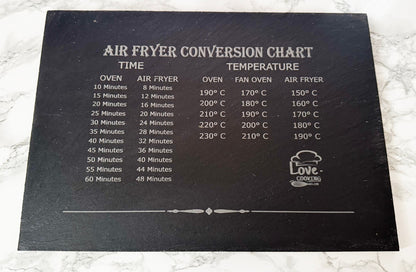 AIR FRYER CONVERSION CHART
TIME TEMPERATURE
OVEN AIR FRYER OVEN FAN OVEN AIR FRYER
10 Minutes 8 Minutes
15 Minutes 12 Minutes 190° C 170° C 150° C
20 Minutes 16 Minutes 200° C 180° C 160° C
25 Minutes 20 Minutes 210° C 190° C 170° C
30 Minutes 24 Minutes 220° C 200° C 180° C
35 Minutes 28 Minutes 230° C 210° C 190° C
40 Minutes 32 Minutes
45 Minutes 36 Minutes
50 Minutes 40 Minutes
55 Minutes 44 Minutes
60 Minutes 48 Minutes
Love
COOKING